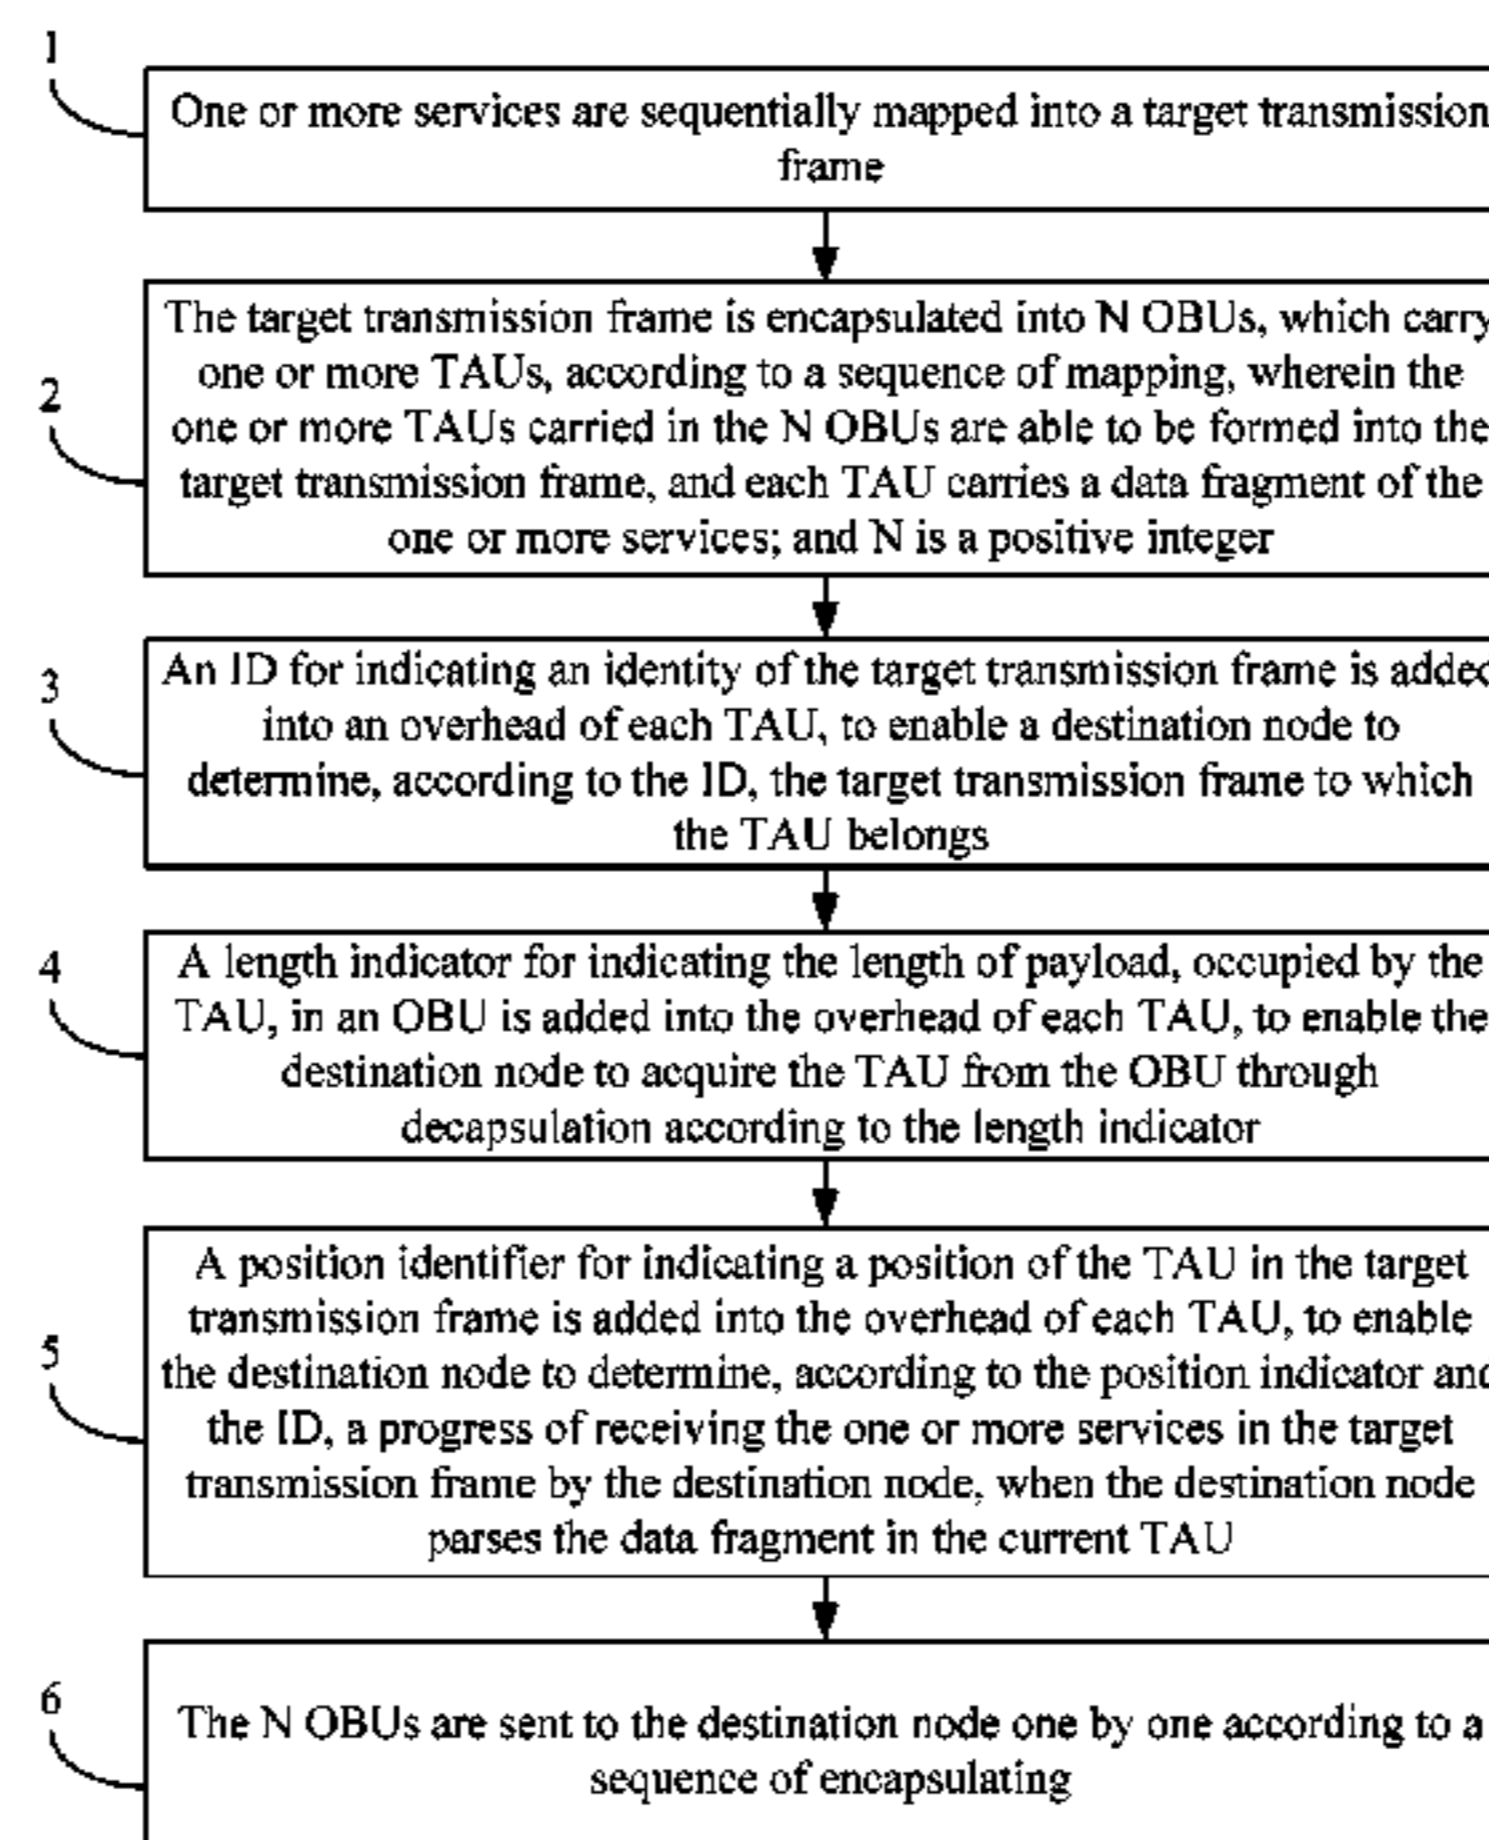 1
One or more services are sequentially mapped into a target transmission
frame
2
The target transmission frame is encapsulated into N OBUs, which carry
one or more TAUs, according to a sequence of mapping, wherein the
one or more TAUs carried in the N OBUs are able to be formed into the
target transmission frame, and each TAU carries a data fragment of the
one or more services; and N is a positive integer
3
An ID for indicating an identity of the target transmission frame is added
into an overhead of each TAU, to enable a destination node to
determine, according to the ID, the target transmission frame to which
the TAU belongs
4
A length indicator for indicating the length of payload, occupied by the
TAU, in an OBU is added into the overhead of each TAU, to enable the
destination node to acquire the TAU from the OBU through
decapsulation according to the length indicator
5
A position identifier for indicating a position of the TAU in the target
transmission frame is added into the overhead of each TAU, to enable
the destination node to determine, according to the position indicator and
the ID, a progress of receiving the one or more services in the target
transmission frame by the destination node, when the destination node
parses the data fragment in the current TAU
6
The N OBUs are sent to the destination node one by one according to a
sequence of encapsulating